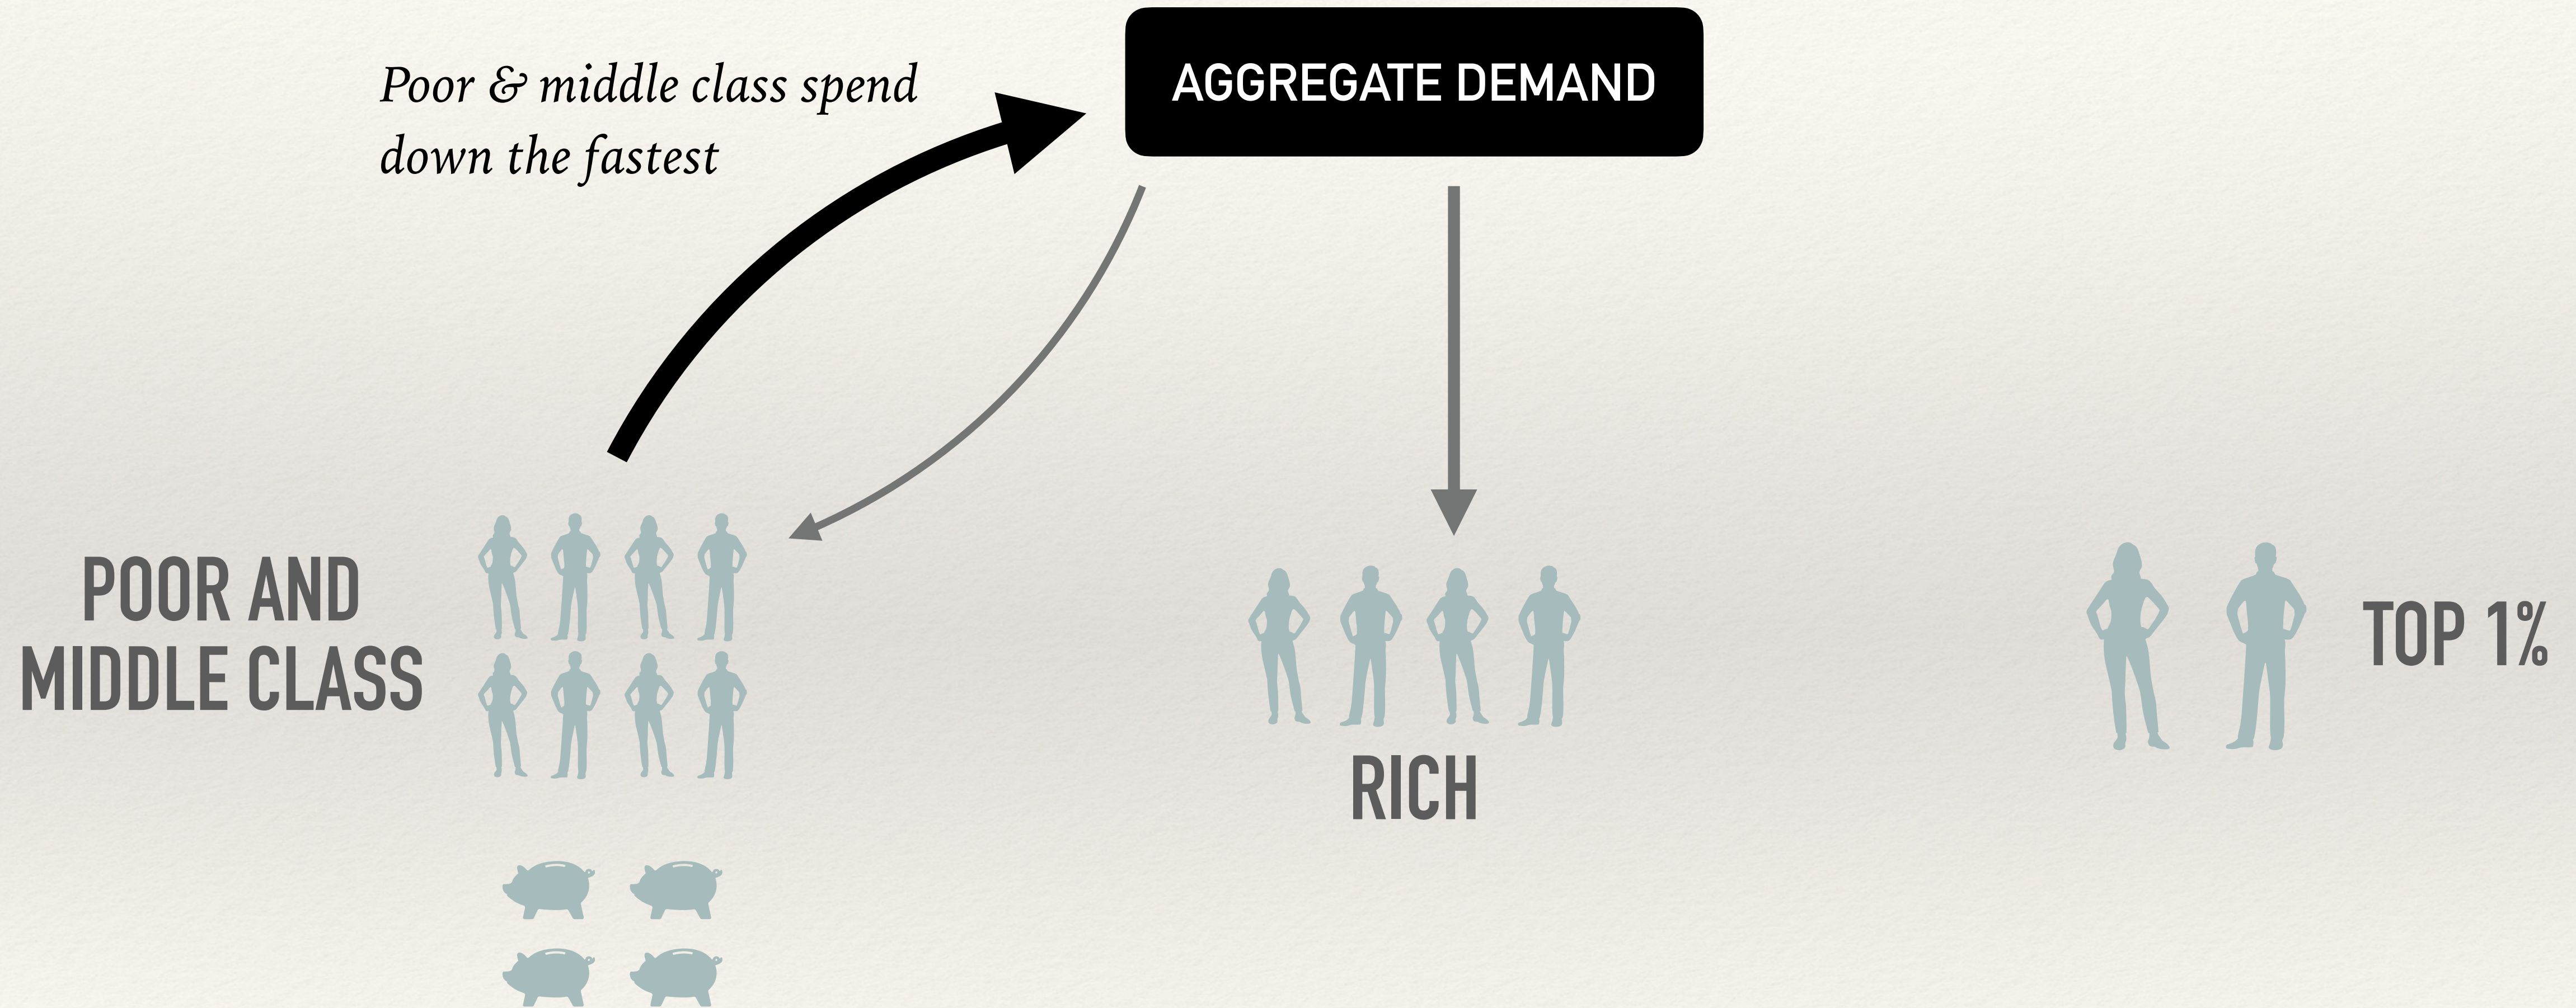 Poor & middle class spend
down the fastest
AGGREGATE DEMAND
POOR AND
MIDDLE CLASS
RICH
TOP 1%